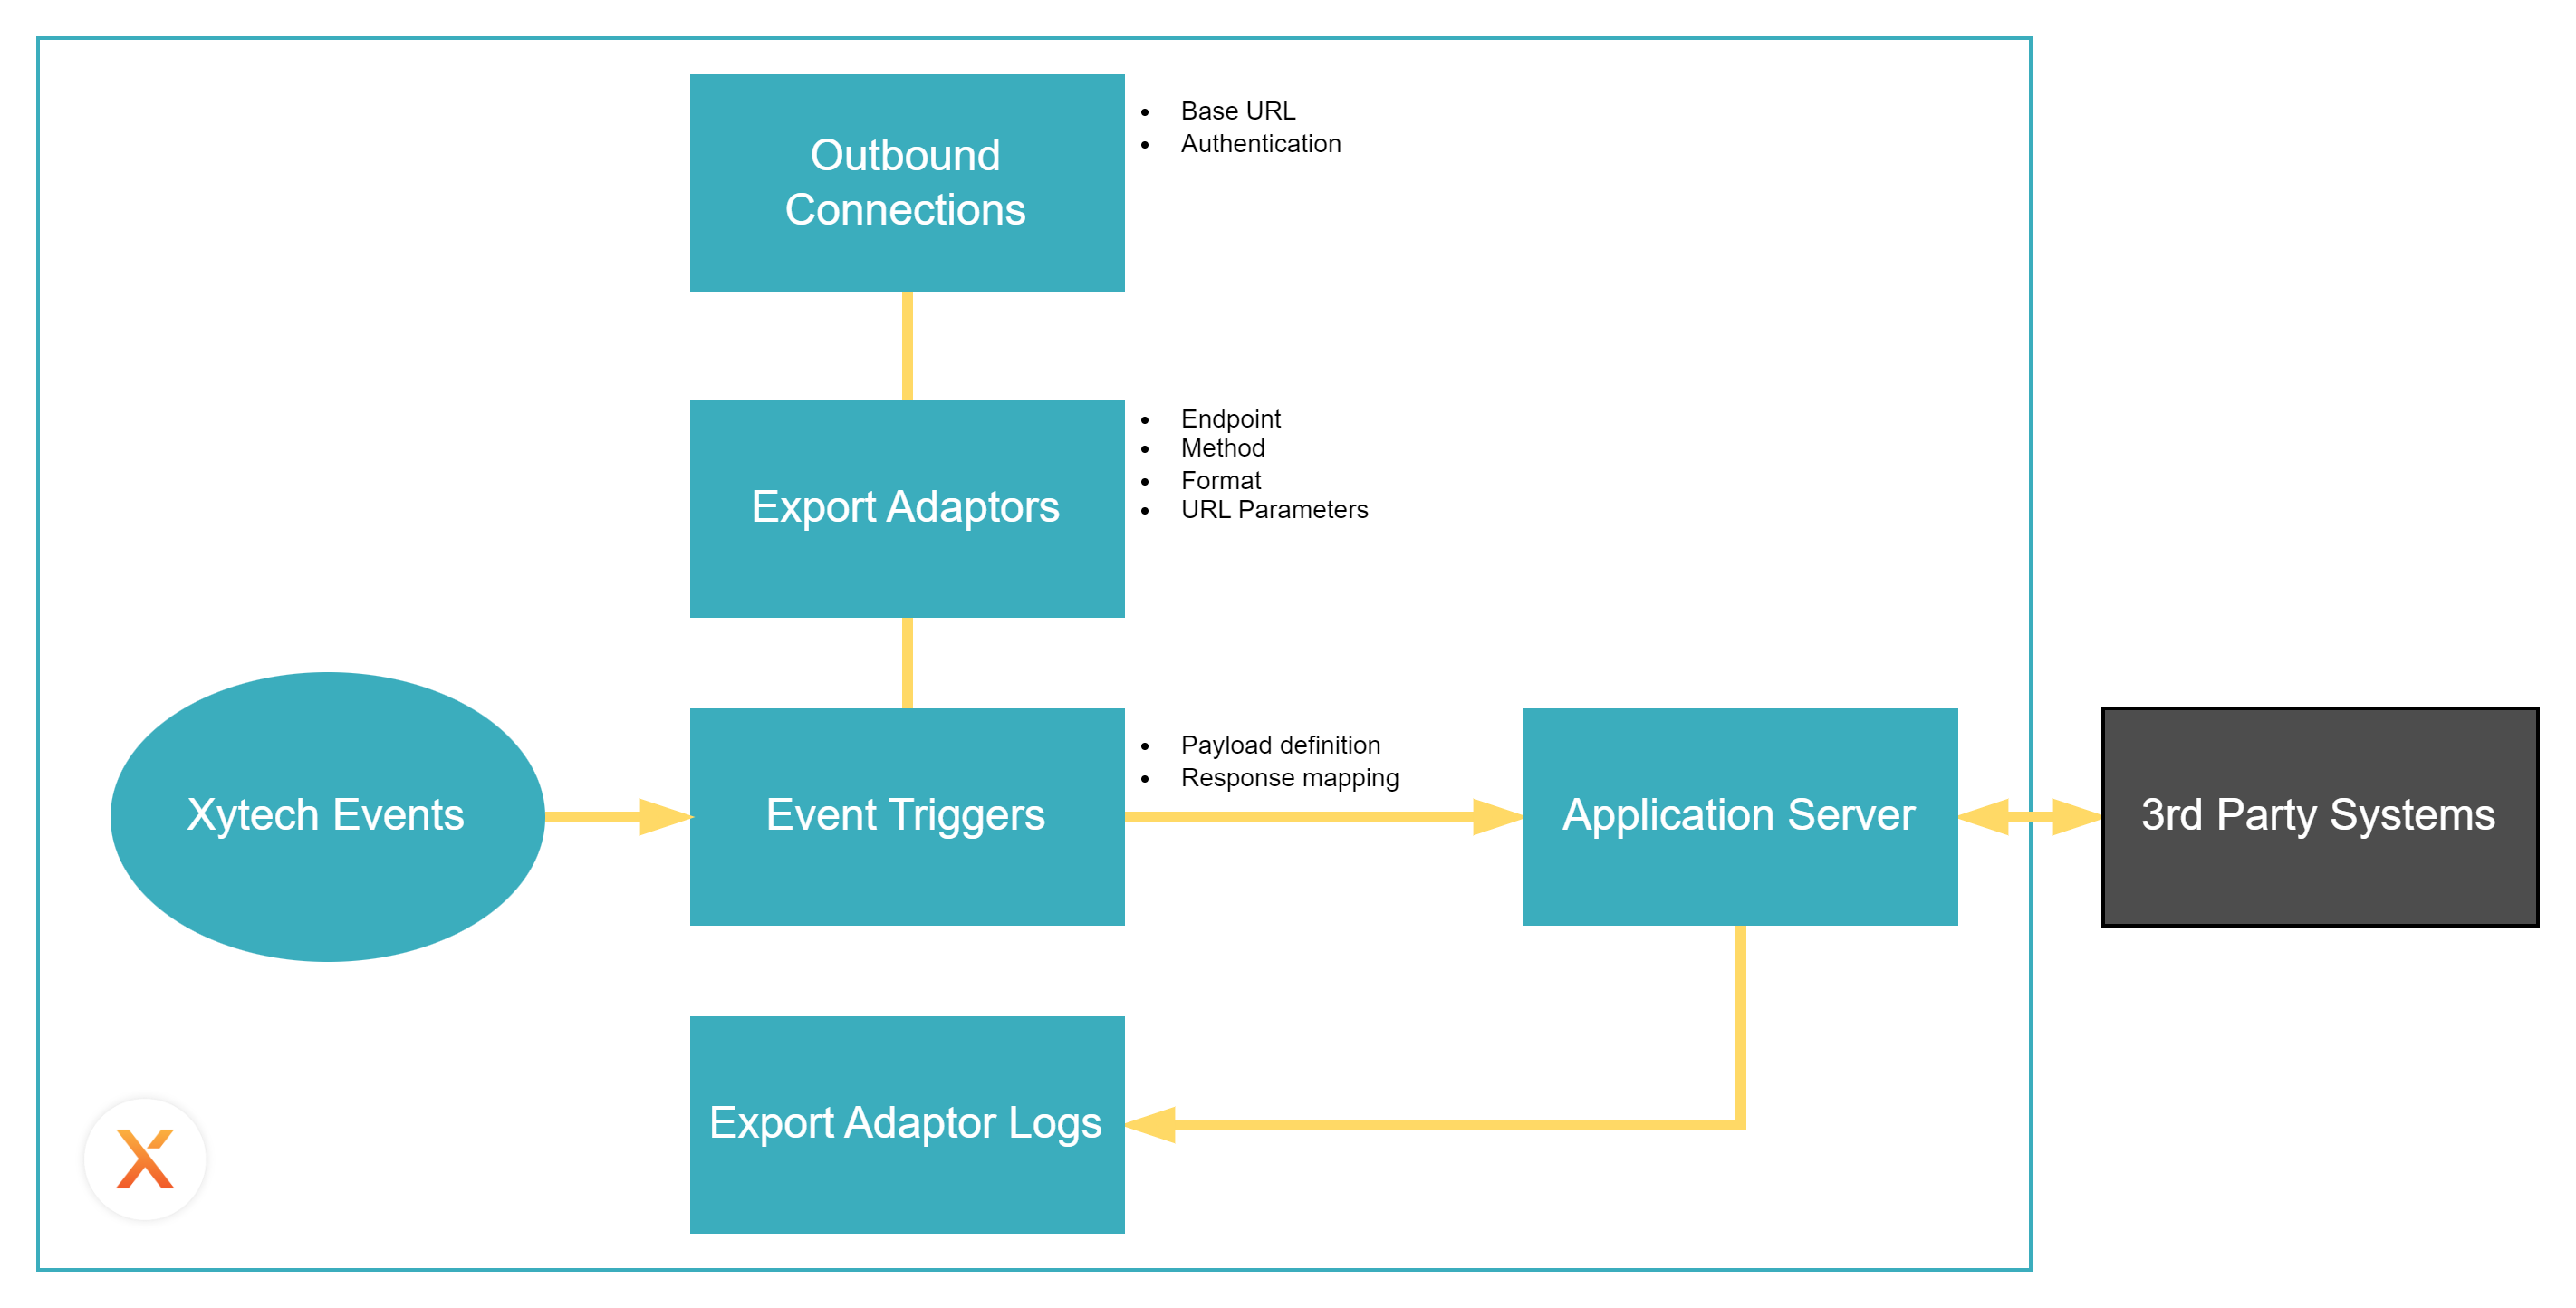 Outbound
Connections
• Base URL
• Authentication
Export Adaptors
• Endpoint
• Method
• Format
• URL Parameters
Xytech Events
Event Triggers
• Payload definition
• Response mapping
Application Server
3rd Party Systems
Export Adaptor Logs
X